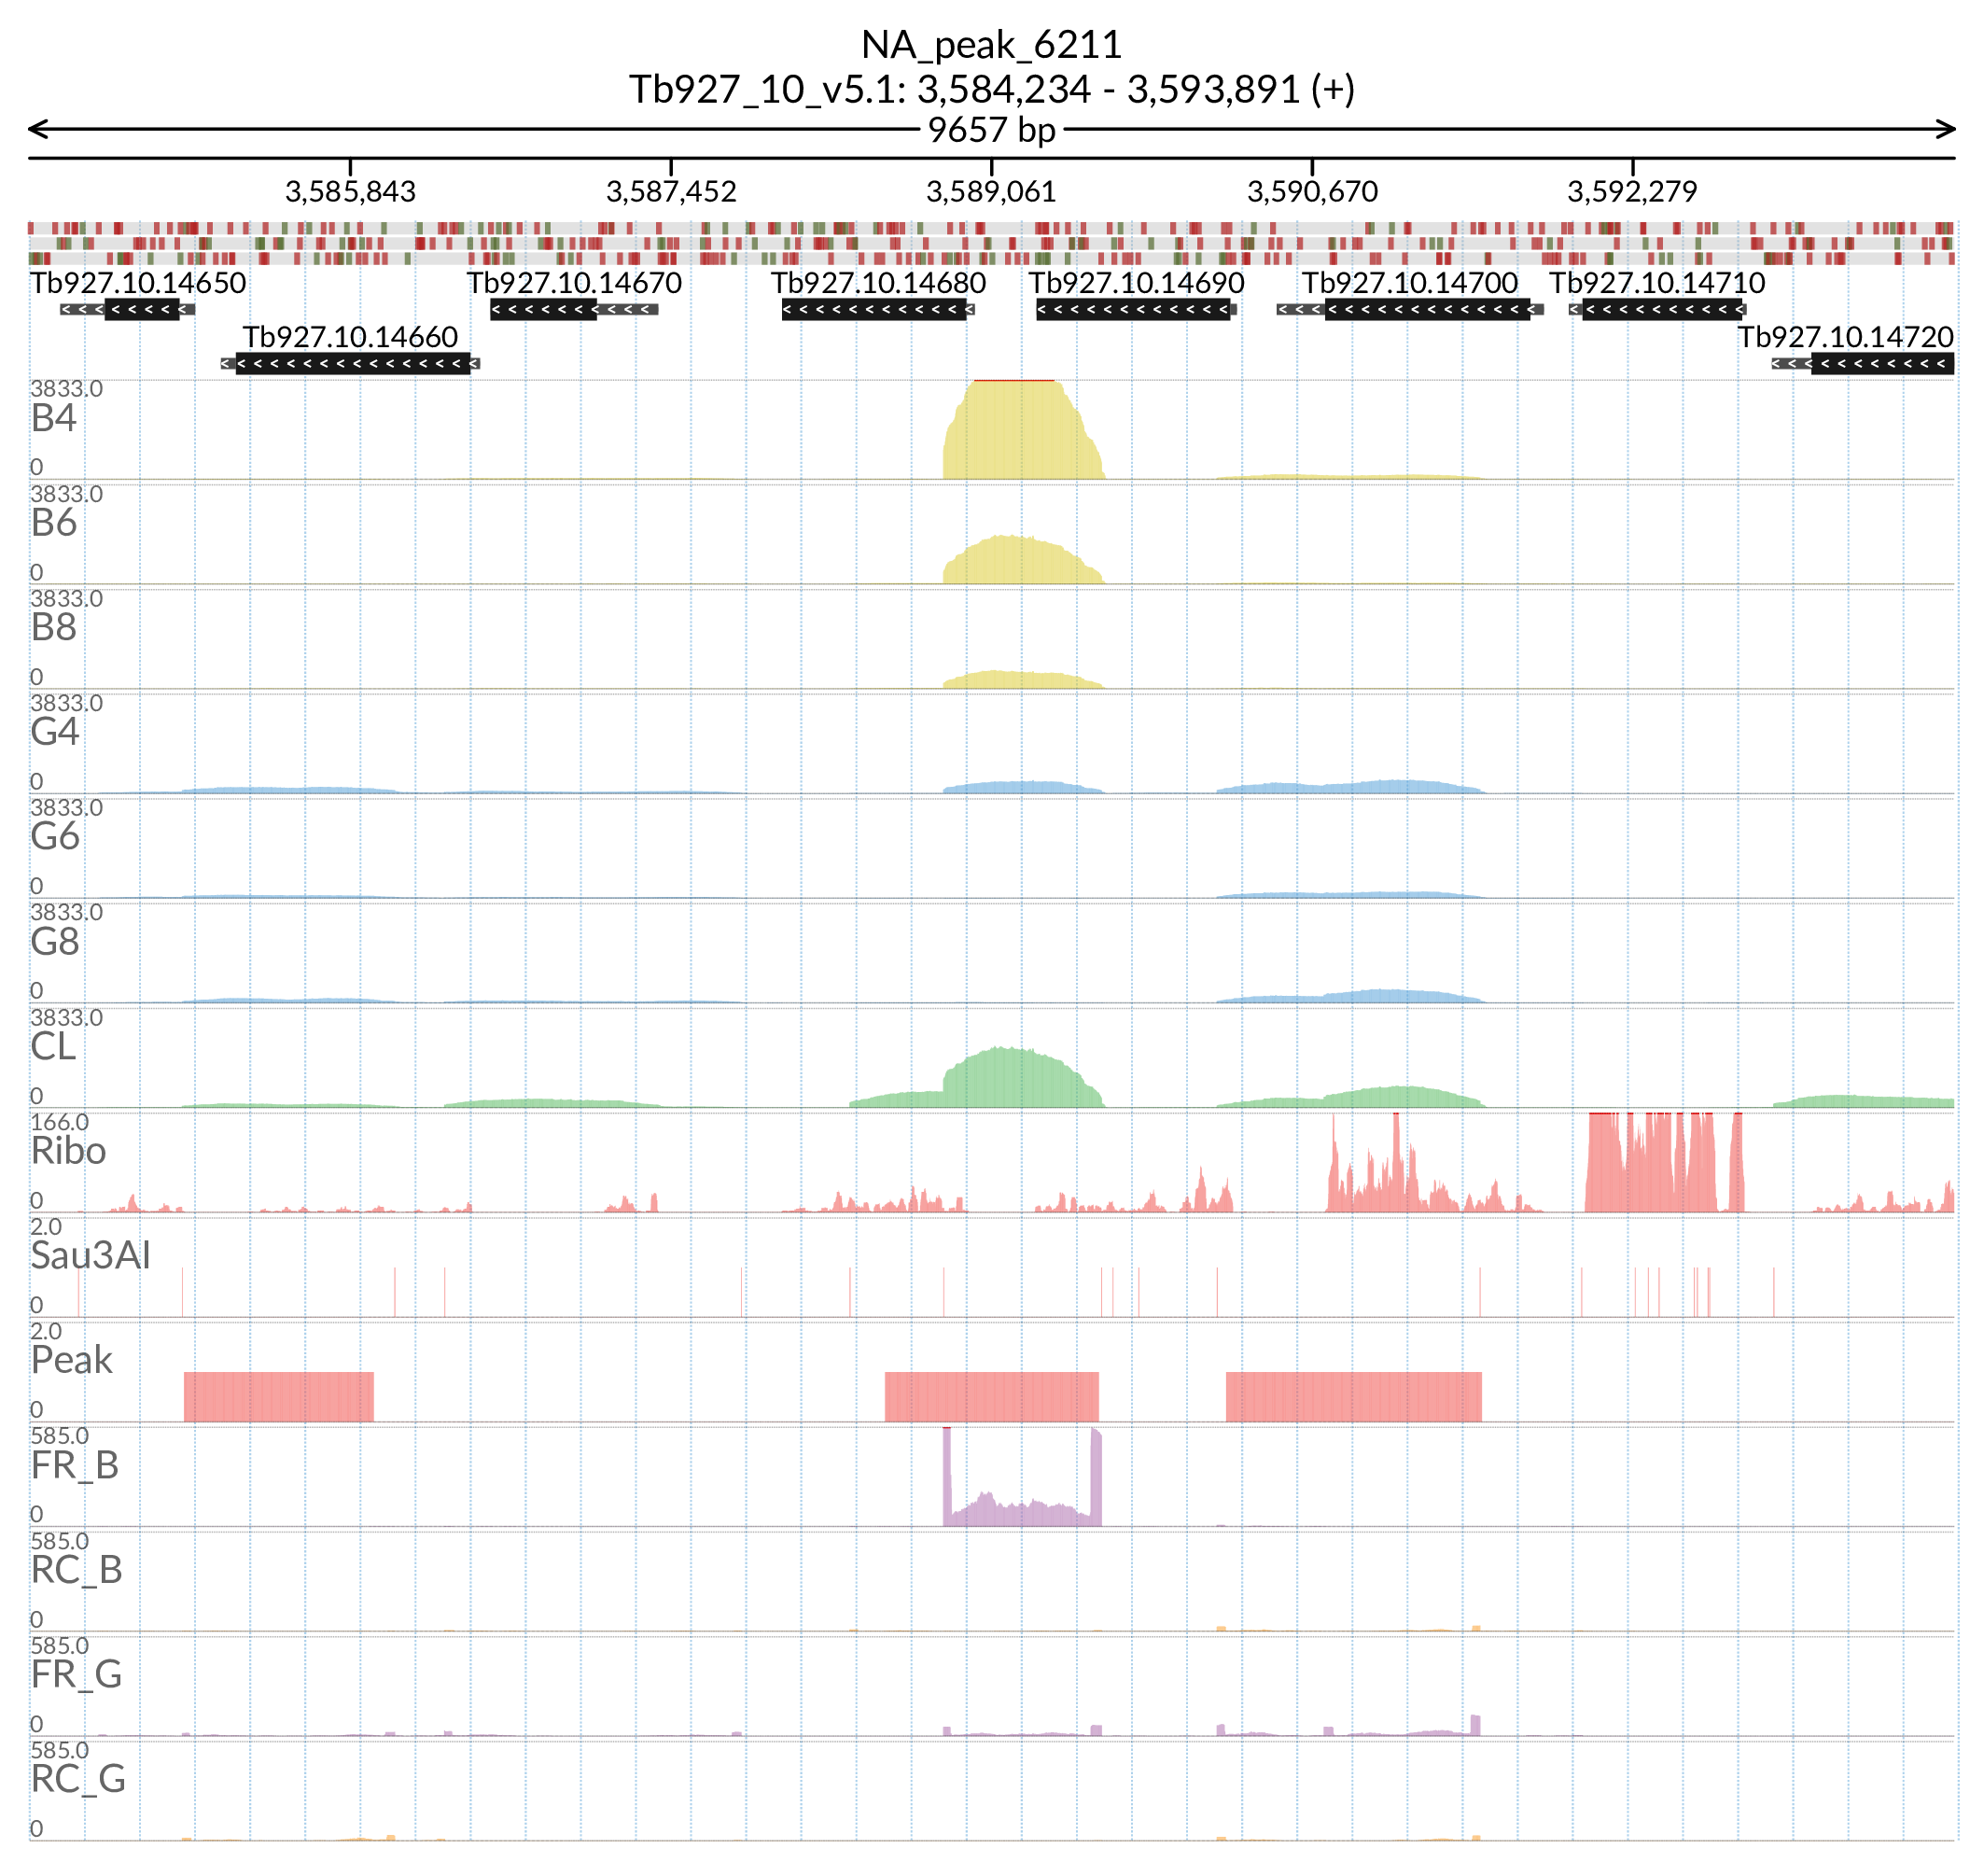 NA_peak_6211
Tb927_10_v5.1: 3,584,234 - 3,593,891 (+)
9657 bp
3,585,843 3,587,452 3,589,061 3,590,670 3,592,279
Tb927.10.14650 Tb927.10.14670 Tb927.10.14680 Tb927.10.14690 Tb927.10.14700 Tb927.10.14710
Tb927.10.14660 Tb927.10.14720
3833.0
B4
0
3833.0
B6
0
3833.0
B8
0
3833.0
G4
0
3833.0
G6
0
3833.0
G8
0
3833.0
CL
0
166.0
Ribo
0
2.0
Sau3AI
0
2.0
Peak
0
585.0
FR_B
0
585.0
RC_B
0
585.0
FR_G
0
585.0
RC_G
0